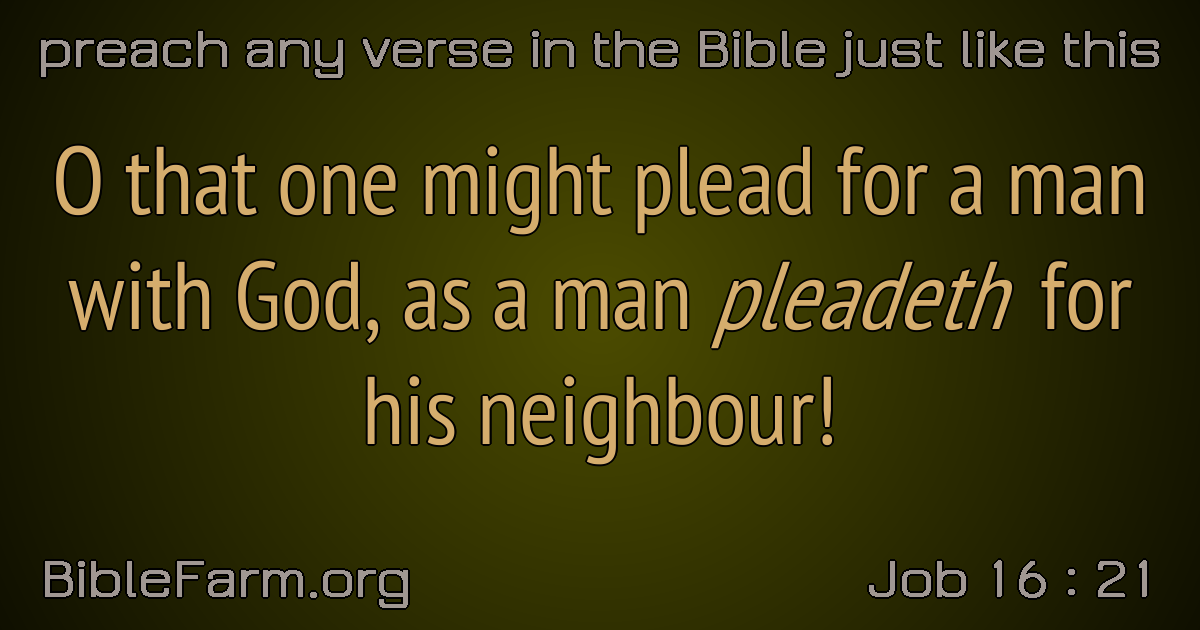 preach any verse in the Bible just like this
O that one might plead for a man
with God, as a man pleadeth for
his neighbour!
BibleFarm.org
Job 16 : 21